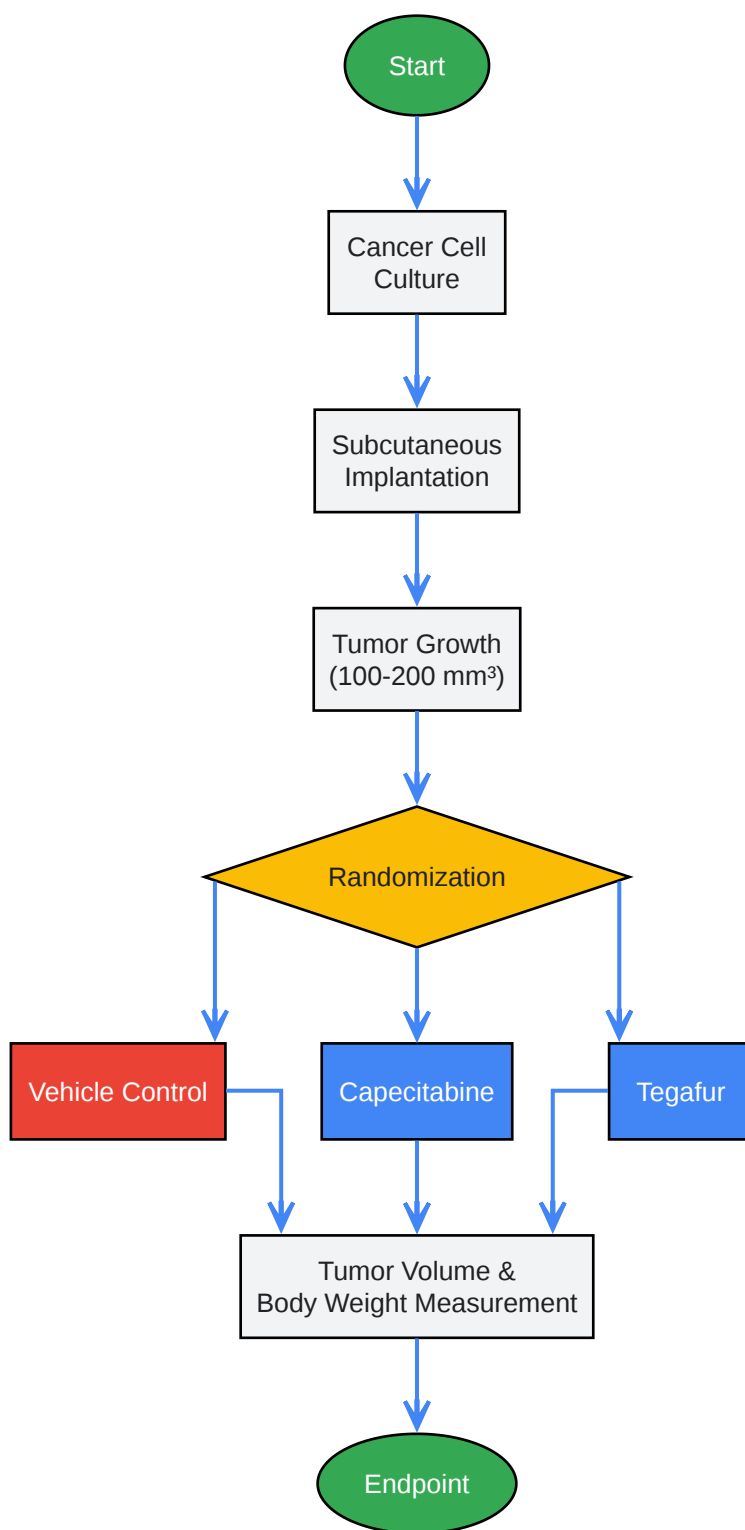 Start
Cancer Cell
Culture
Subcutaneous
Implantation
Tumor Growth
(100-200 mm³)
Randomization
Vehicle Control
Capecitabine
Tegafur
Tumor Volume &
Body Weight Measurement
Endpoint